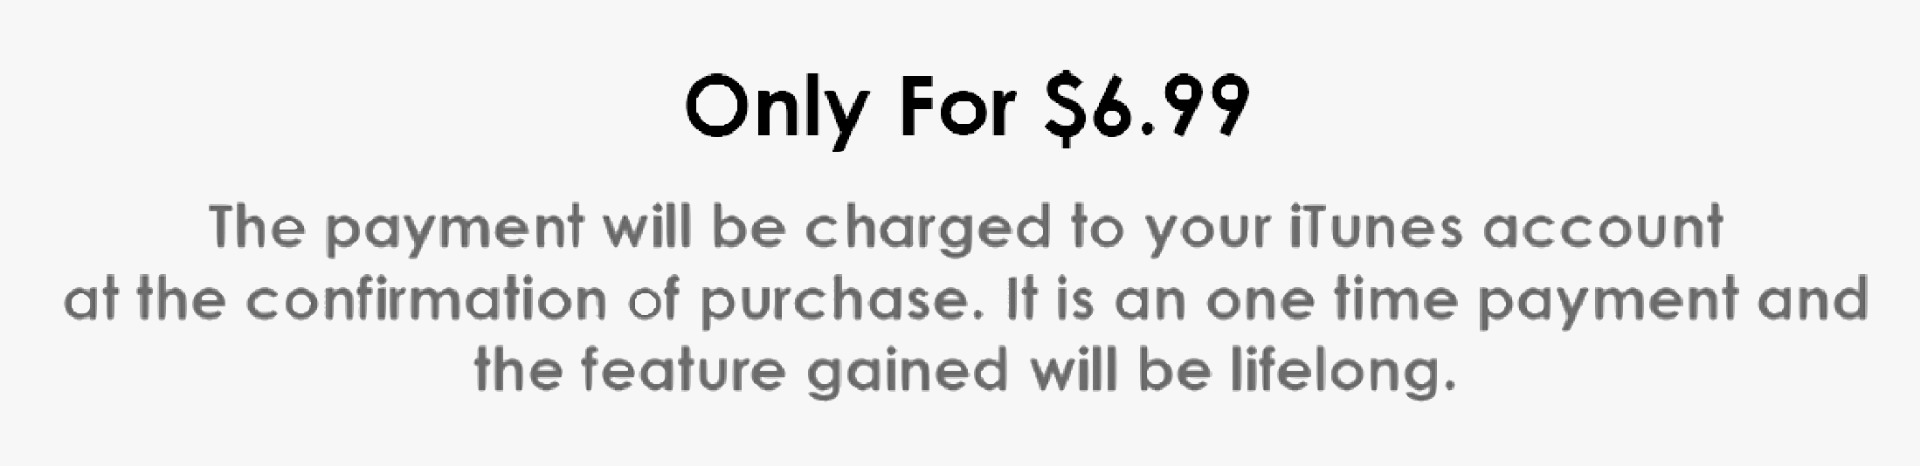 Only For $6.99
The payment will be charged to your iTunes account
at the confirmation of purchase. It is an one time payment and
the feature gained will be lifelong.